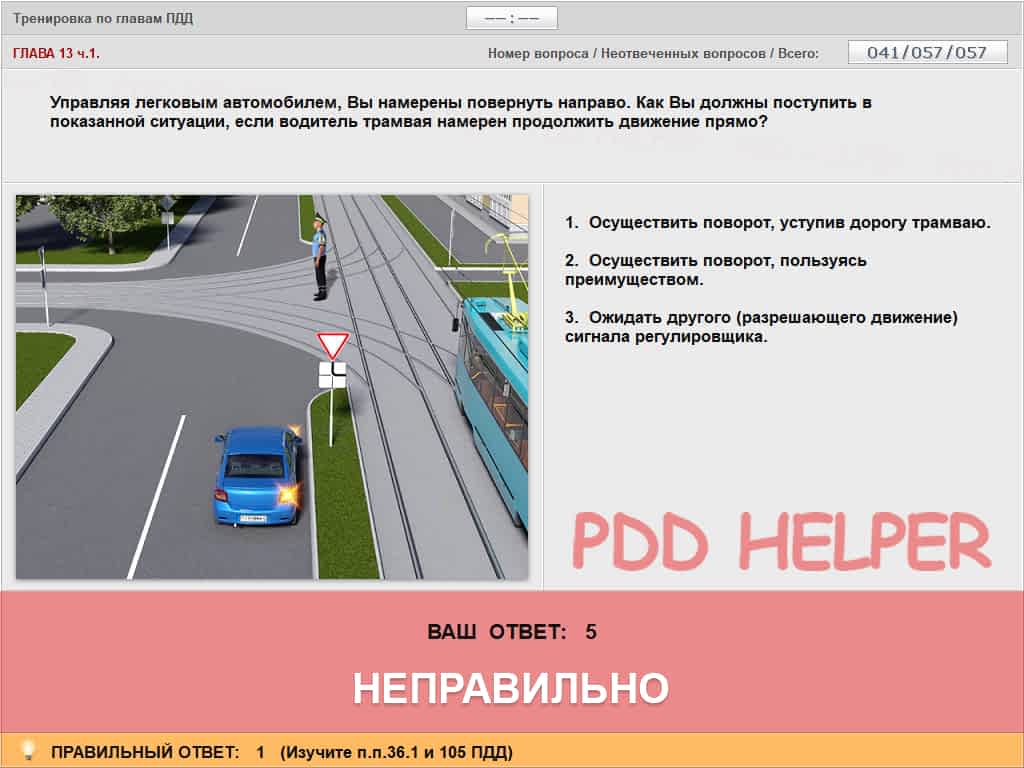 Тренировка по главам ПДД
—— : ——
ГЛАВА 13 ч.1.
Номер вопроса / Неотвеченных вопросов / Всего:
041/057/057
Управляя легковым автомобилем, Вы намерены повернуть направо. Как Вы должны поступить в
показанной ситуации, если водитель трамвая намерен продолжить движение прямо?
1. Осуществить поворот, уступив дорогу трамваю.
2. Осуществить поворот, пользуясь
преимуществом.
3. Ожидать другого (разрешающего движение)
сигнала регулировщика.
PDD HELPER
ВАШ ОТВЕТ: 5
НЕПРАВИЛЬНО
ПРАВИЛЬНЫЙ ОТВЕТ: 1 (Изучите п.п.36.1 и 105 ПДД)